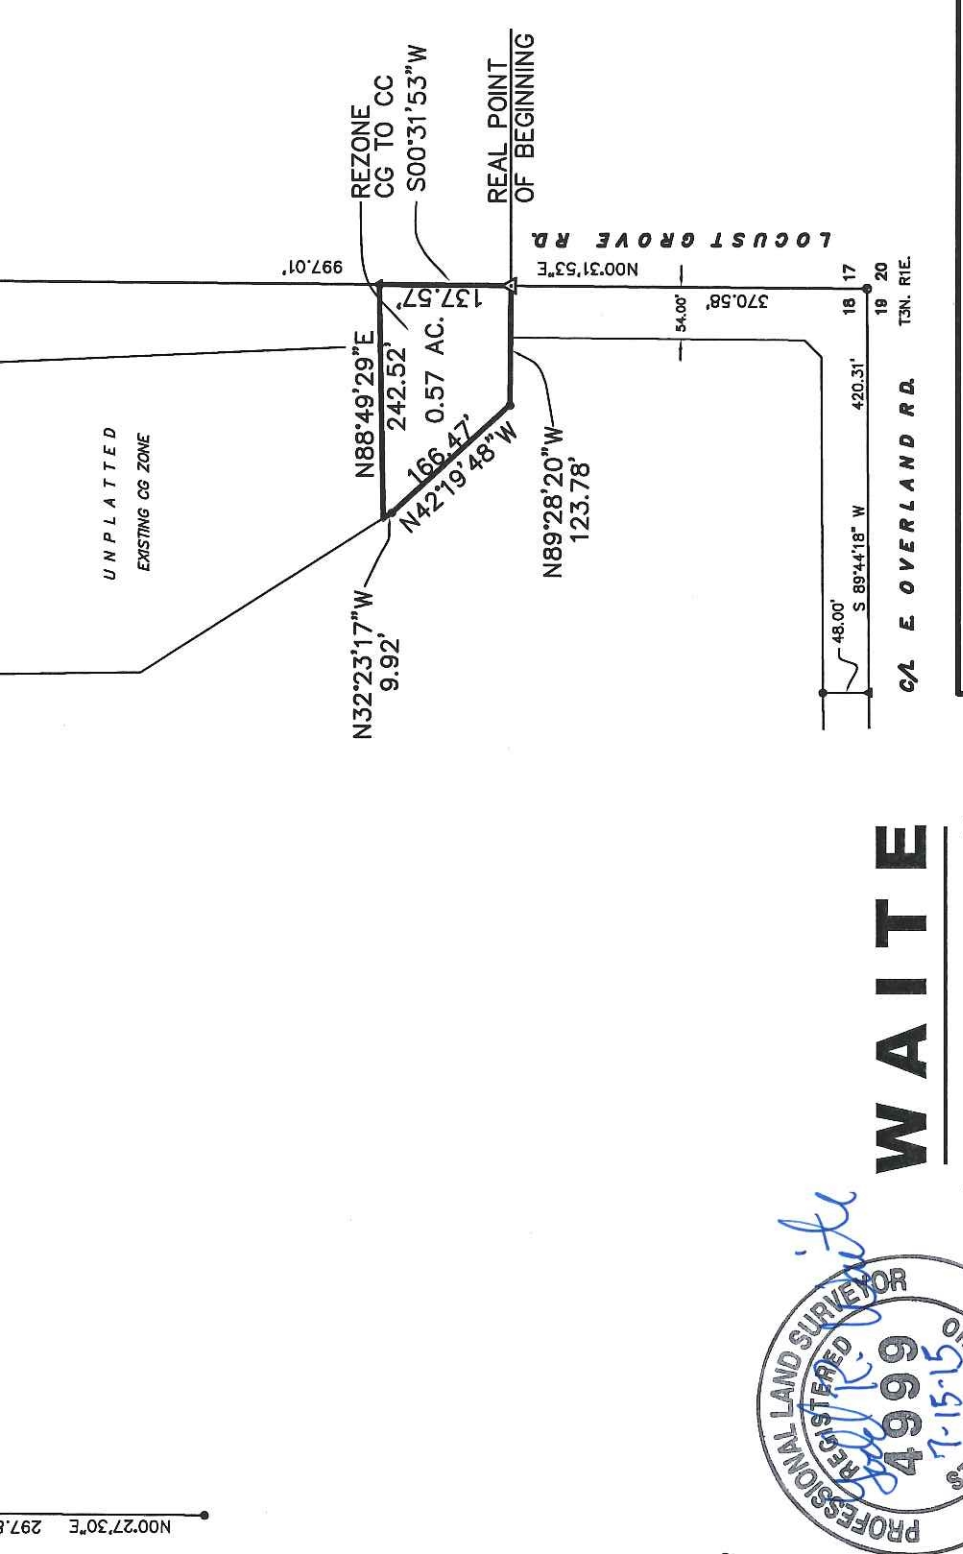 UNPLATTED
EXISTING CG ZONE
997.01'
REZONE
CG TO CC
S00°31'53"W
REAL POINT
OF BEGINNING
N88°49'29"E
242.52'
137.57'
0.57 AC.
166.47'
N42°19'48"W
N32°23'17"W
9.92'
N89°28'20"W
123.78'
LOCUST GROVE RD.
N00°31'53"E
54.00'
370.58'
18 17
19 20
T3N. R1E.
420.31'
S 89°44'18" W
48.00'
C/L E. OVERLAND RD.
WAITE
PROFESSIONAL LAND SURVEYOR
REGISTERED
4999
7-15-15
N00°27'30"E